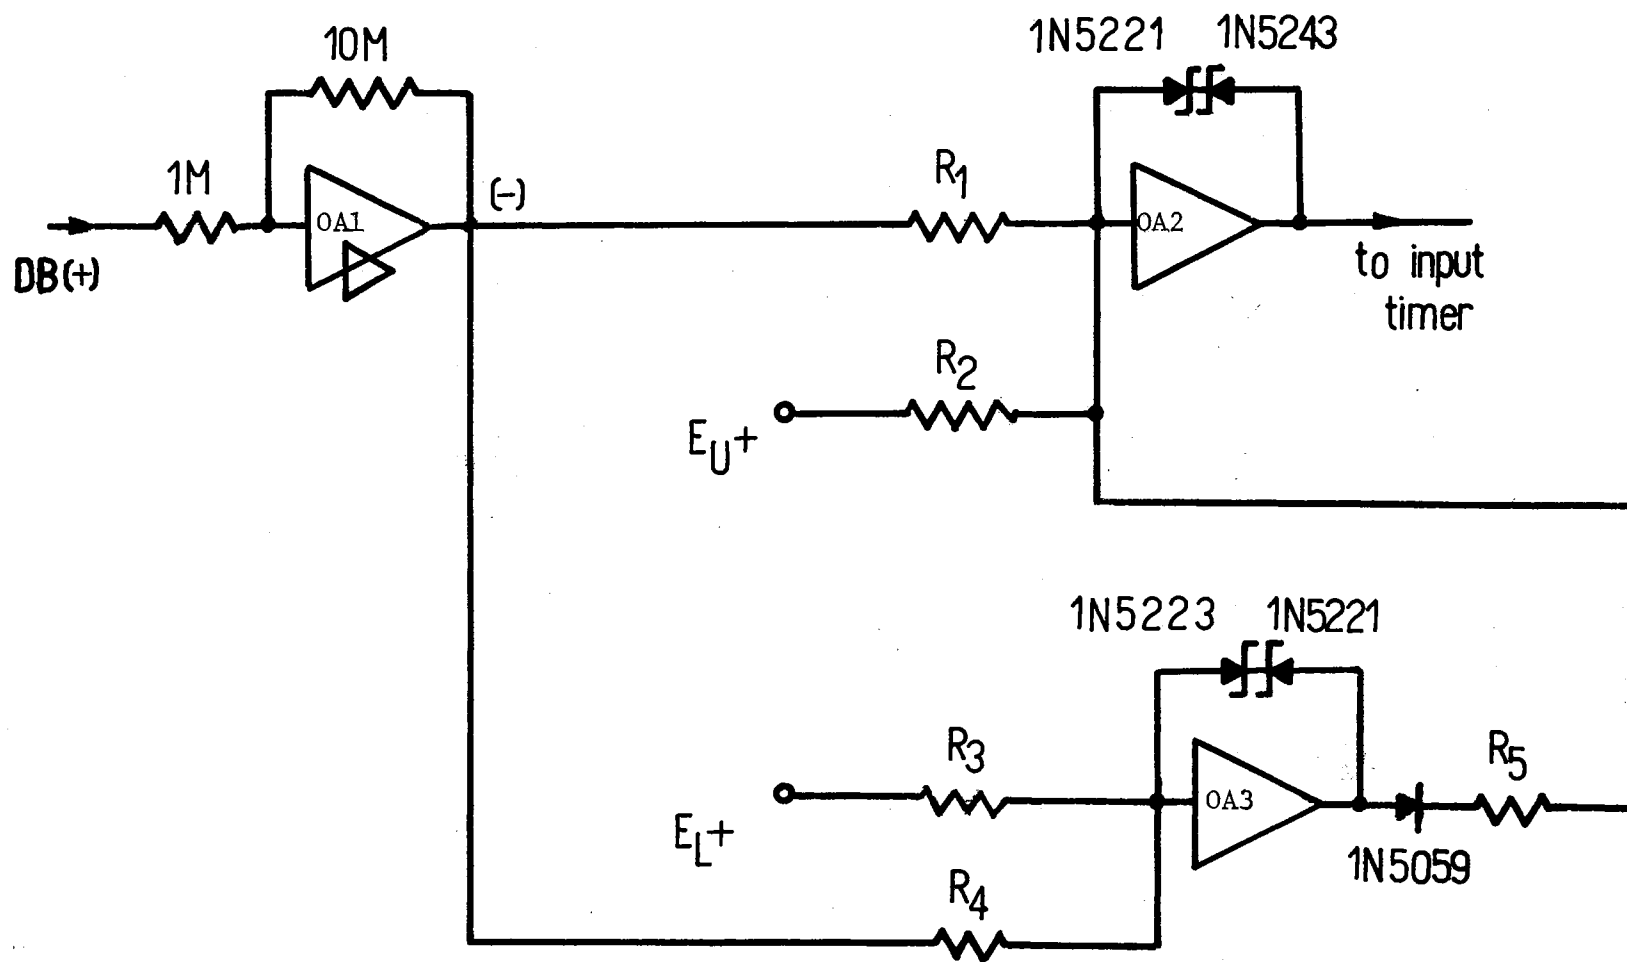 10M
1N5221 1N5243
1M
OA1
(-)
R1
OA2
DB(+)
to input
timer
R2
EU+
1N5223 1N5221
R3
OA3
R5
EL+
1N5059
R4